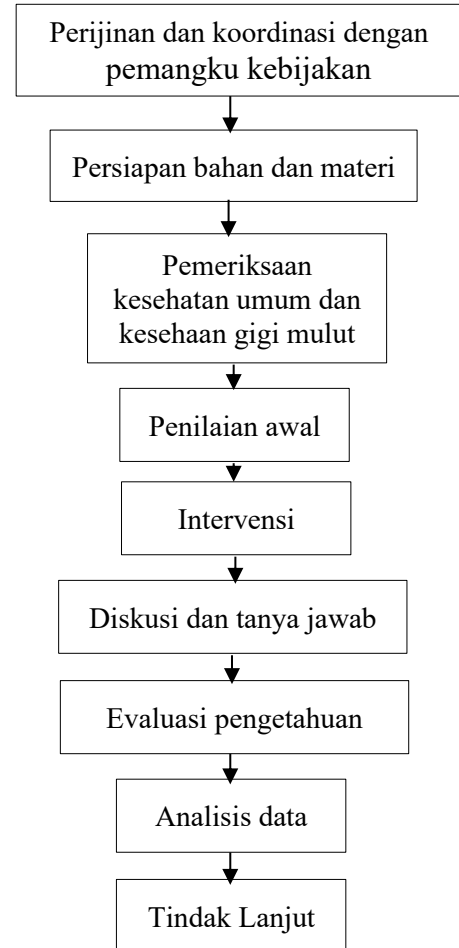 Perijinan dan koordinasi dengan
pemangku kebijakan
Persiapan bahan dan materi
Pemeriksaan
kesehatan umum dan
kesehaan gigi mulut
Penilaian awal
Intervensi
Diskusi dan tanya jawab
Evaluasi pengetahuan
Analisis data
Tindak Lanjut